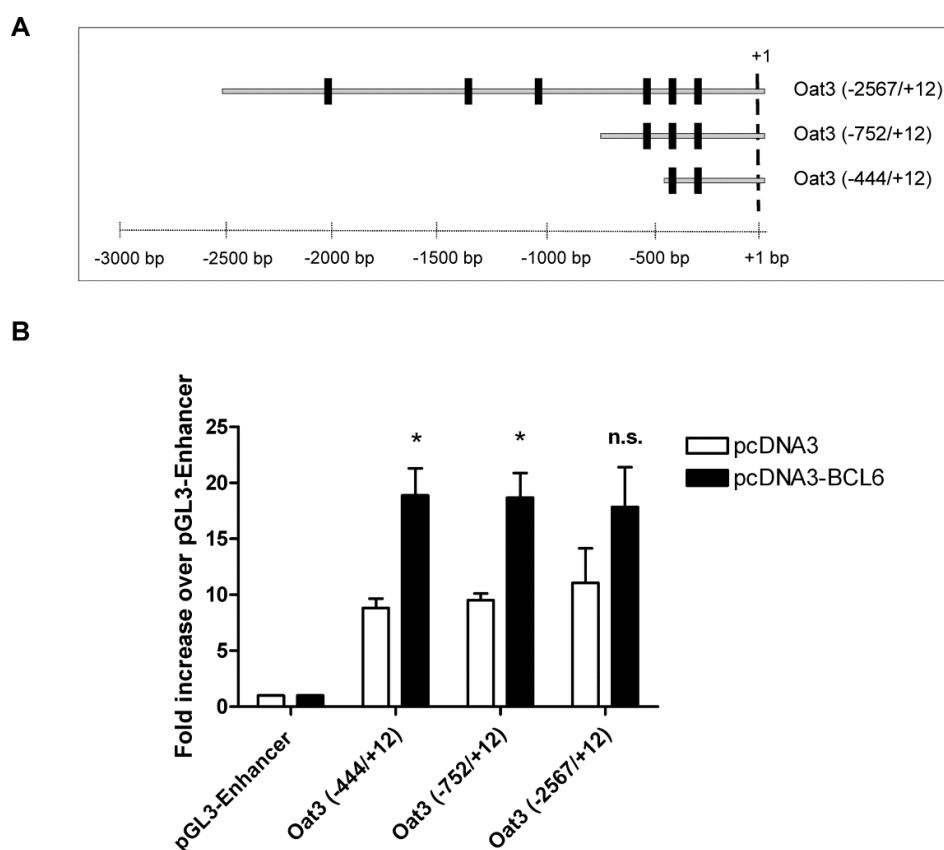 A
+1
Oat3 (-2567/+12)
Oat3 (-752/+12)
Oat3 (-444/+12)
-3000 bp -2500 bp -2000 bp -1500 bp -1000 bp -500 bp +1 bp
B
Fold increase over pGL3-Enhancer
25
20
15
10
5
0
* * n.s.
pcDNA3
pcDNA3-BCL6
pGL3-Enhancer
Oat3 (-444/+12)
Oat3 (-752/+12)
Oat3 (-2567/+12)